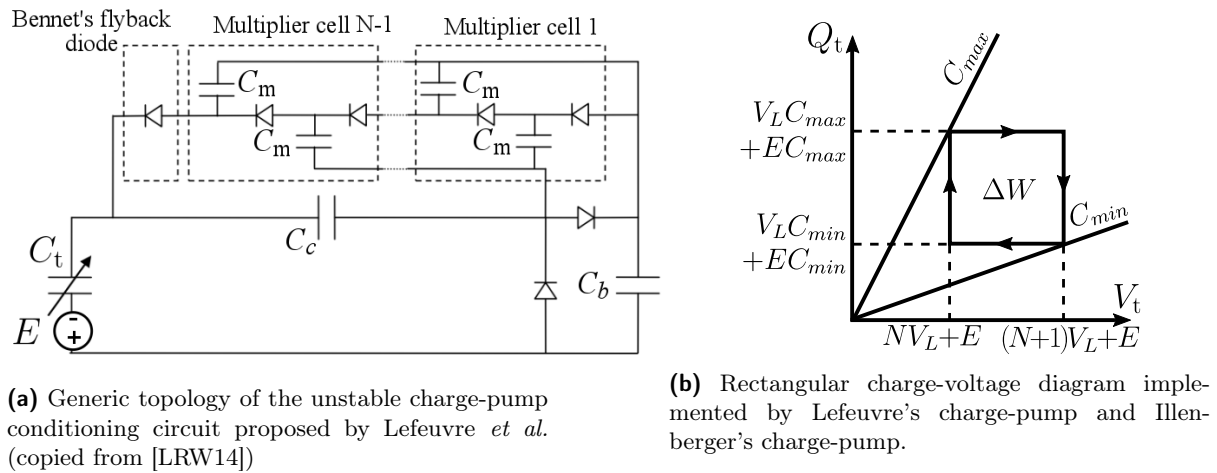 Bennet's flyback
diode
Multiplier cell N-1
Multiplier cell 1
C_m
C_m
C_m
C_m
C_c
C_t
C_b
E
-
+
(a) Generic topology of the unstable charge-pump
conditioning circuit proposed by Lefeuvre et al.
(copied from [LRW14])
Q_t
C_max
V_L C_max
+EC_max
ΔW
V_L C_min
+EC_min
C_min
V_t
NV_L+E
(N+1)V_L+E
(b) Rectangular charge-voltage diagram imple-
mented by Lefeuvre's charge-pump and Illen-
berger's charge-pump.